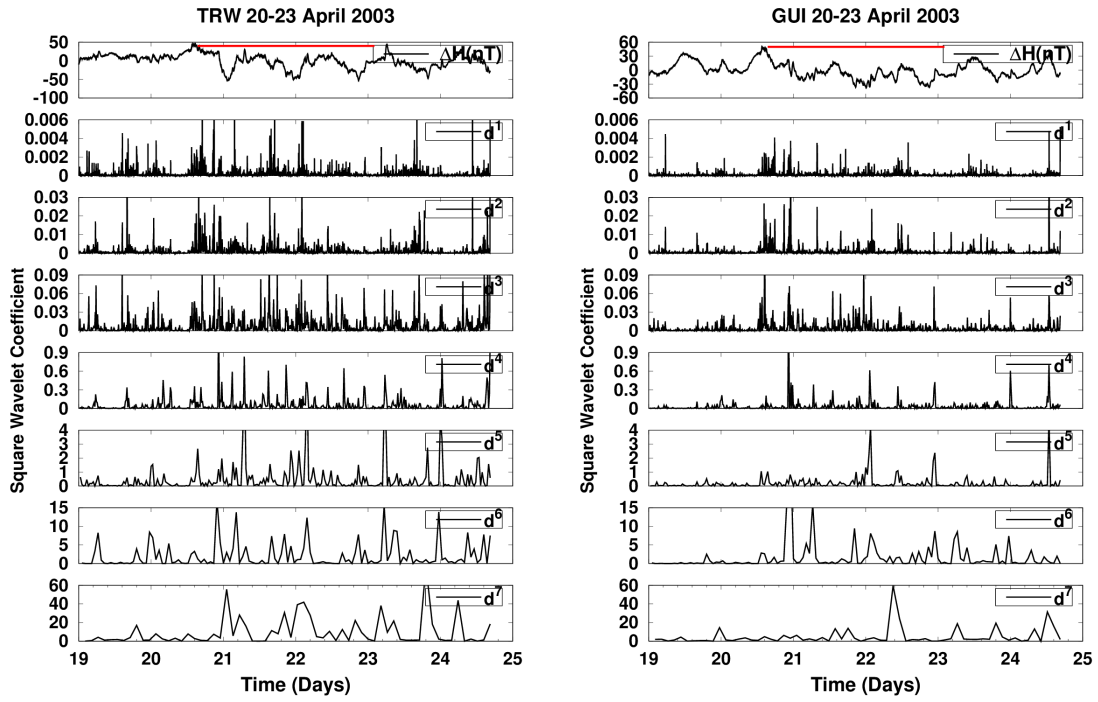 TRW 20-23 April 2003
50
0
-50
-100
ΔH(nT)
0.006
0.004
0.002
0
d1
0.03
0.02
0.01
0
d2
0.09
0.06
0.03
0
d3
0.9
0.6
0.3
0
d4
4
3
2
1
0
d5
15
10
5
0
d6
60
40
20
0
d7
19 20 21 22 23 24 25
Time (Days)
Square Wavelet Coefficient
GUI 20-23 April 2003
60
30
0
-30
-60
ΔH(nT)
0.006
0.004
0.002
0
d1
0.03
0.02
0.01
0
d2
0.09
0.06
0.03
0
d3
0.9
0.6
0.3
0
d4
4
3
2
1
0
d5
15
10
5
0
d6
60
40
20
0
d7
19 20 21 22 23 24 25
Time (Days)
Square Wavelet Coefficient